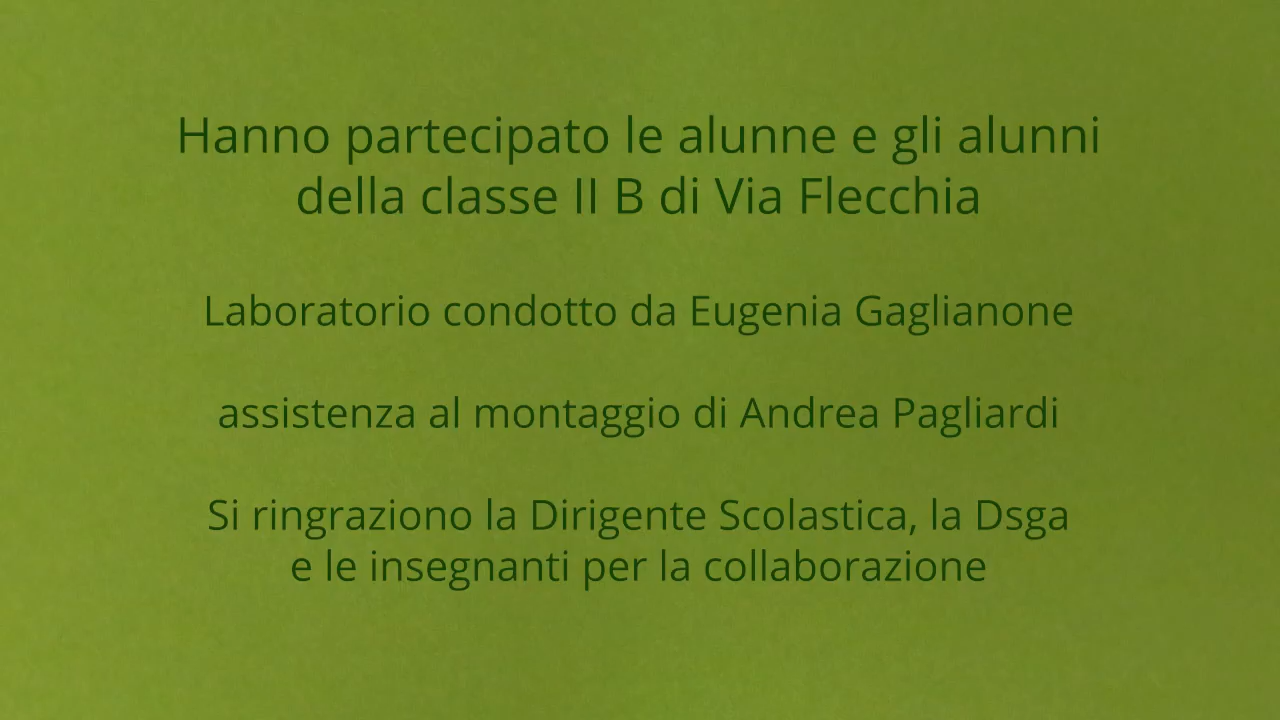 Hanno partecipato le alunne e gli alunni
della classe II B di Via Flecchia
Laboratorio condotto da Eugenia Gaglianone
assistenza al montaggio di Andrea Pagliardi
Si ringraziono la Dirigente Scolastica, la Dsga
e le insegnanti per la collaborazione